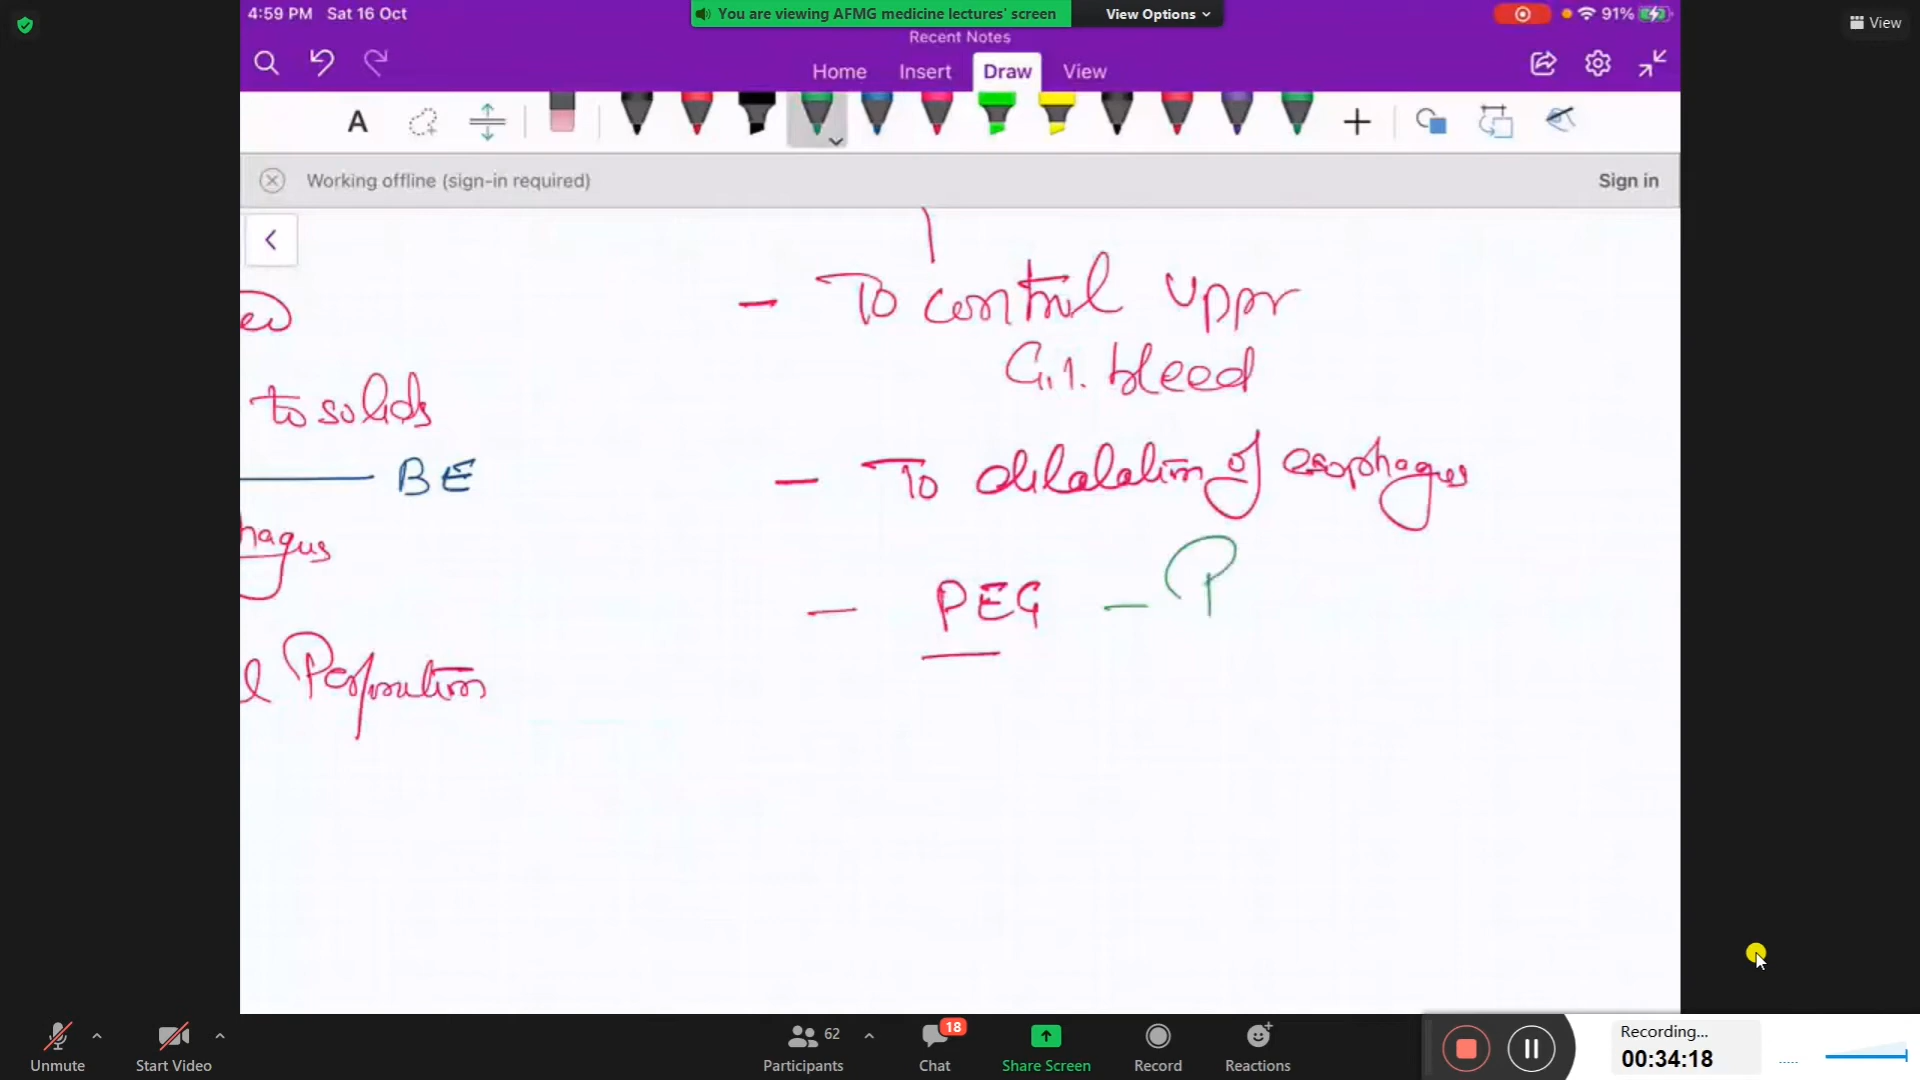 4:59 PM Sat 16 Oct
You are viewing AFMG medicine lectures' screen
View Options
91%
View
Recent Notes
Home Insert Draw View
A
Working offline (sign-in required)
Sign in
To control Uppr
G.I. bleed
to solids
BE
To dilalation of esophagus
hagus
PEG - P
l Perforation
Unmute
Start Video
62
Participants
18
Chat
Share Screen
Record
Reactions
Recording...
00:34:18